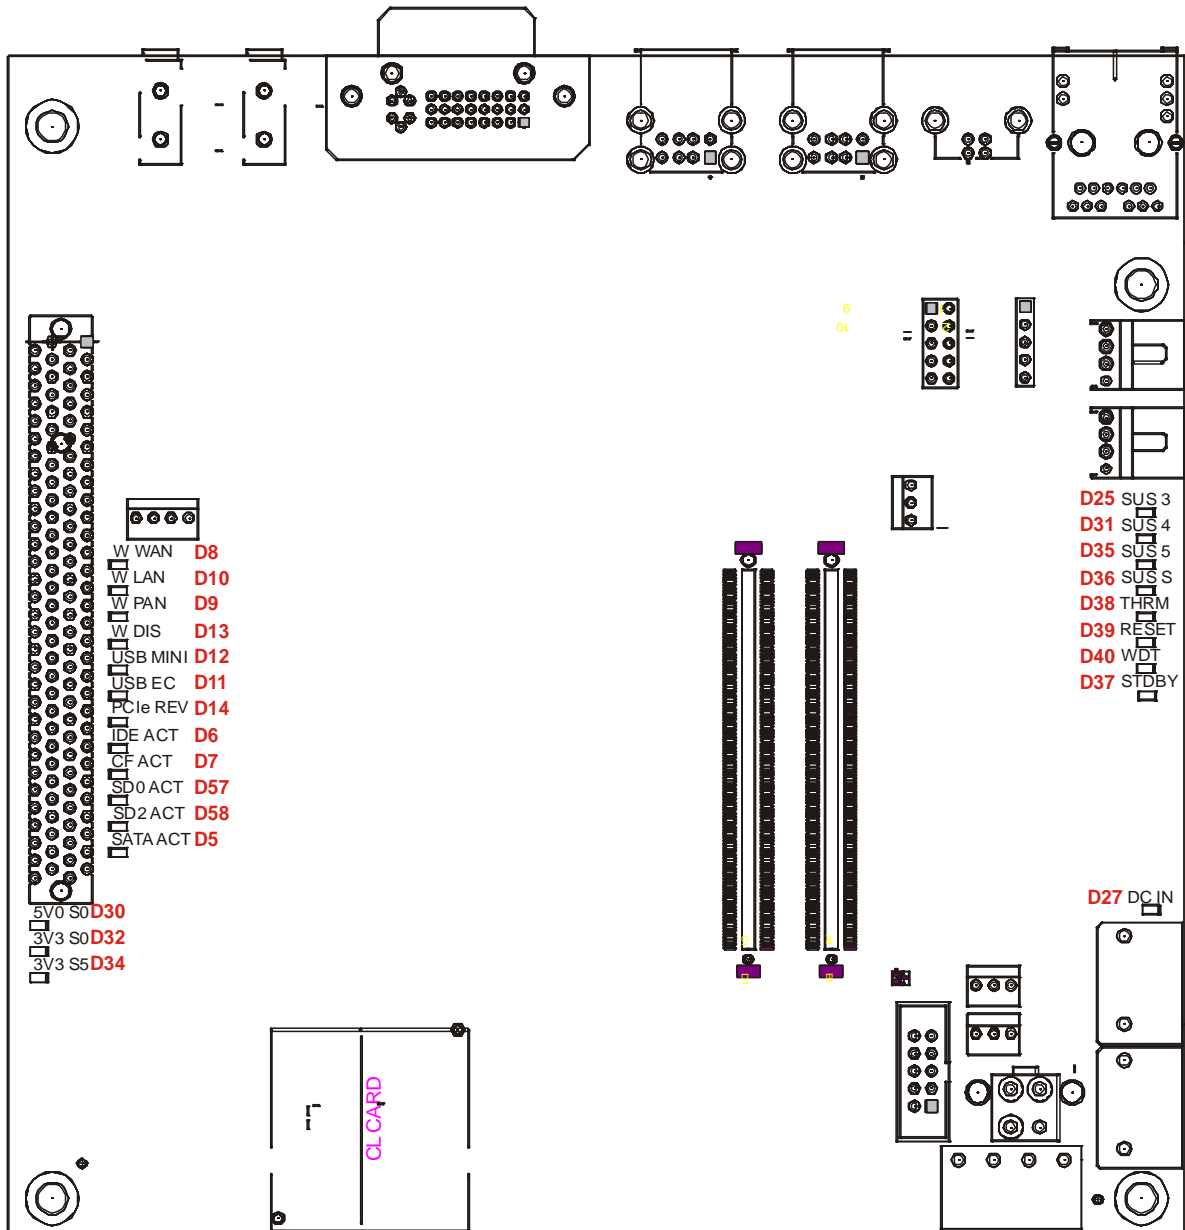 9
10
D25 SUS 3
D31 SUS 4
D35 SUS 5
D36 SUS S
D38 THRM
D39 RESET
D40 WDT
D37 STDBY
W WAN D8
W LAN D10
W PAN D9
W DIS D13
USB MINI D12
USB EC D11
PCIe REV D14
IDE ACT D6
CF ACT D7
SD0 ACT D57
SD2 ACT D58
SATA ACT D5
D27 DC IN
5V0 S0 D30
3V3 S0 D32
3V3 S5 D34
CL CARD